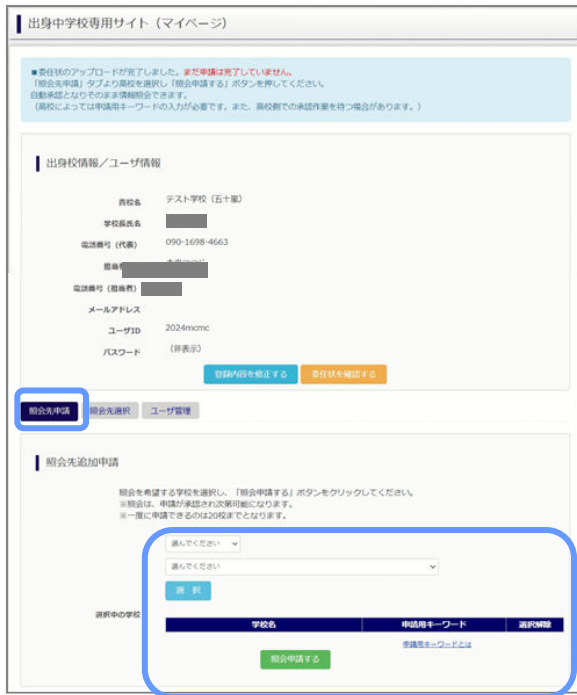 出身中学校専用サイト（マイページ）
■委任状のアップロードが完了しました。まだ申請は完了していません。
「照会先申請」タブより高校を選択し「照会申請する」ボタンを押してください。
自動承認となりそのまま情報照会できます。
（高校によっては申請用キーワードの入力が必要です。また、高校側での承認作業を待つ場合があります。）
出身校情報／ユーザ情報
貴校名 テスト学校（五十嵐）
学校長氏名
電話番号（代表） 090-1698-4663
電話番号（担当者）
メールアドレス
ユーザID 2024mcmc
パスワード （非表示）
登録内容を修正する 委任状を確認する
照会先申請 照会先選択 ユーザ管理
照会先追加申請
照会を希望する学校を選択し、「照会申請する」ボタンをクリックしてください。
※照会は、申請が承認され次第可能になります。
※一度に申請できるのは20校までとなります。
選んでください
選んでください
選択
選択中の学校
学校名 申請用キーワード 選択解除
申請用キーワードとは
照会申請する